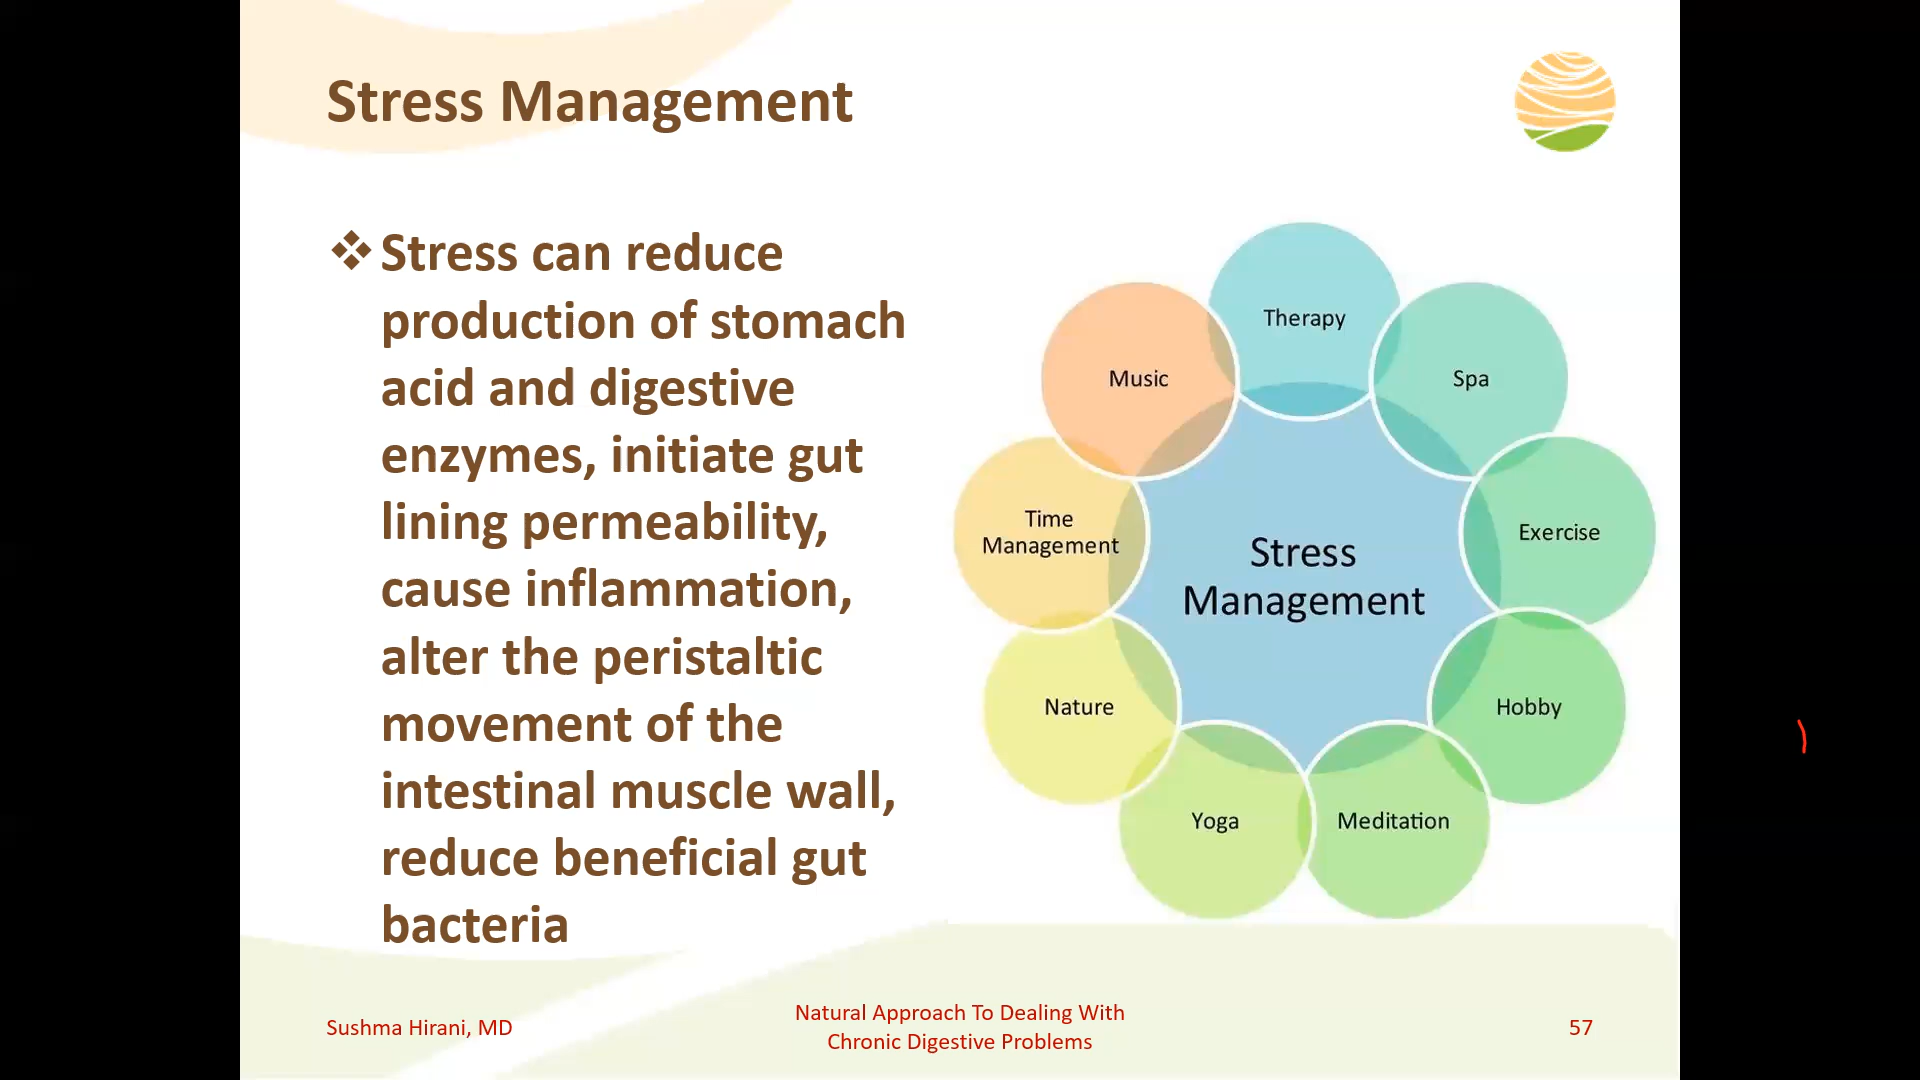 Stress Management
Stress can reduce
production of stomach
acid and digestive
enzymes, initiate gut
lining permeability,
cause inflammation,
alter the peristaltic
movement of the
intestinal muscle wall,
reduce beneficial gut
bacteria
Therapy
Music
Spa
Time
Management
Exercise
Stress
Management
Nature
Hobby
Yoga
Meditation
Sushma Hirani, MD
Natural Approach To Dealing With
Chronic Digestive Problems
57